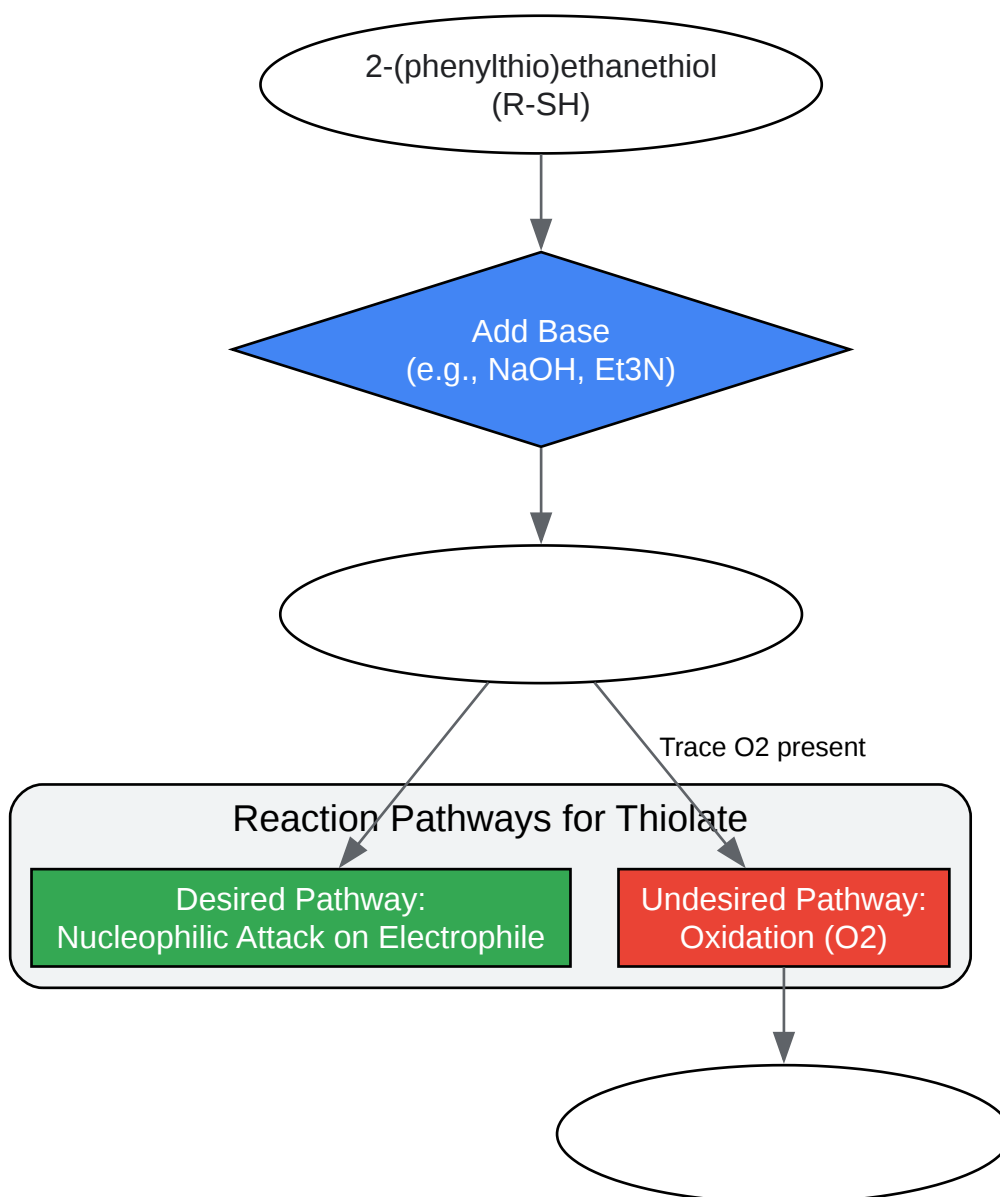 2-(phenylthio)ethanethiol
(R-SH)
Add Base
(e.g., NaOH, Et3N)
Trace O2 present
Reaction Pathways for Thiolate
Desired Pathway:
Nucleophilic Attack on Electrophile
Undesired Pathway:
Oxidation (O2)